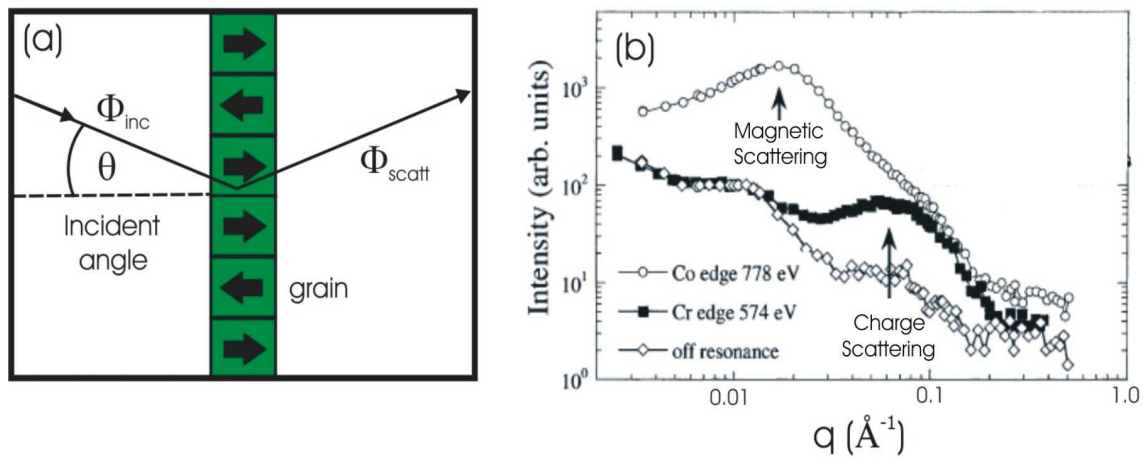 (a)
Φinc
θ
Φscatt
Incident
angle
grain
(b)
Intensity (arb. units)
10³
10²
10¹
10⁰
Magnetic
Scattering
Co edge 778 eV
Cr edge 574 eV
off resonance
Charge
Scattering
0.01
0.1
1.0
q (Å⁻¹)